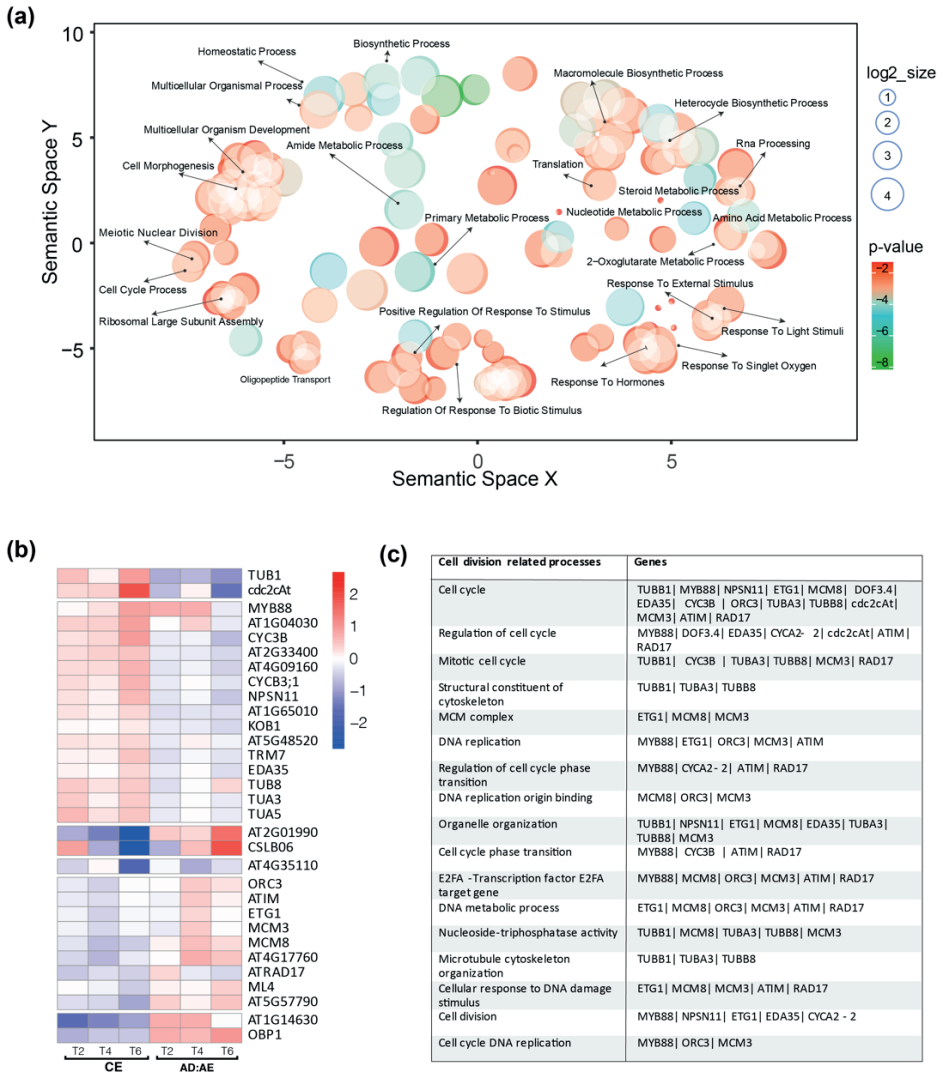 (a)
10
5
0
−5
−5
0
5
Semantic Space Y
Semantic Space X
Homeostatic Process
Biosynthetic Process
Multicellular Organismal Process
Macromolecule Biosynthetic Process
Heterocycle Biosynthetic Process
Multicellular Organism Development
Amide Metabolic Process
Rna Processing
Cell Morgenesis
Translation
Steroid Metabolic Process
Nucleotide Metabolic Process
Amino Acid Metabolic Process
Primary Metabolic Process
Meiotic Nuclear Division
2−Oxoglutarate Metabolic Process
Cell Cycle Process
Response To External Stimulus
Ribosomal Large Subunit Assembly
Positive Regulation Of Response To Stimulus
Response To Light Stimuli
Response To Singlet Oxygen
Oligopeptide Transport
Response To Hormones
Regulation Of Response To Biotic Stimulus
log2_size
1
2
3
4
p-value
−2
−4
−6
−8
(b)
TUB1
cdc2cAt
MYB88
AT1G04030
CYC3B
AT2G33400
AT4G09160
CYCB3;1
NPSN11
AT1G65010
KOB1
AT5G48520
TRM7
EDA35
TUB8
TUA3
TUA5
AT2G01990
CSLB06
AT4G35110
ORC3
ATIM
ETG1
MCM3
MCM8
AT4G17760
ATRAD17
ML4
AT5G57790
AT1G14630
OBP1
T2 T4 T6 T2 T4 T6
CE AD:AE
2
1
0
−1
−2
(c)
Cell division related processes Genes
Cell cycle TUBB1| MYB88| NPSN11| ETG1| MCM8| DOF3.4|
EDA35| CYC3B | ORC3| TUBA3| TUBB8| cdc2cAt|
MCM3| ATIM| RAD17
Regulation of cell cycle MYB88| DOF3.4| EDA35| CYCA2- 2| cdc2cAt| ATIM|
RAD17
Mitotic cell cycle TUBB1| CYC3B | TUBA3| TUBB8| MCM3| RAD17
Structural constituent of TUBB1| TUBA3| TUBB8
cytoskeleton
MCM complex ETG1| MCM8| MCM3
DNA replication MYB88| ETG1| ORC3| MCM3| ATIM
Regulation of cell cycle phase MYB88| CYCA2- 2| ATIM| RAD17
transition
DNA replication origin binding MCM8| ORC3| MCM3
Organelle organization TUBB1| NPSN11| ETG1| MCM8| EDA35| TUBA3|
TUBB8| MCM3
Cell cycle phase transition MYB88| CYC3B | ATIM| RAD17
E2FA -Transcription factor E2FA MYB88| MCM8| ORC3| MCM3| ATIM| RAD17
target gene
DNA metabolic process ETG1| MCM8| ORC3| MCM3| ATIM| RAD17
Nucleoside-triphosphatase activity TUBB1| MCM8| TUBA3| TUBB8| MCM3
Microtubule cytoskeleton TUBB1| TUBA3| TUBB8
organization
Cellular response to DNA damage ETG1| MCM8| MCM3| ATIM| RAD17
stimulus
Cell division MYB88| NPSN11| ETG1| EDA35| CYCA2 - 2
Cell cycle DNA replication MYB88| ORC3| MCM3